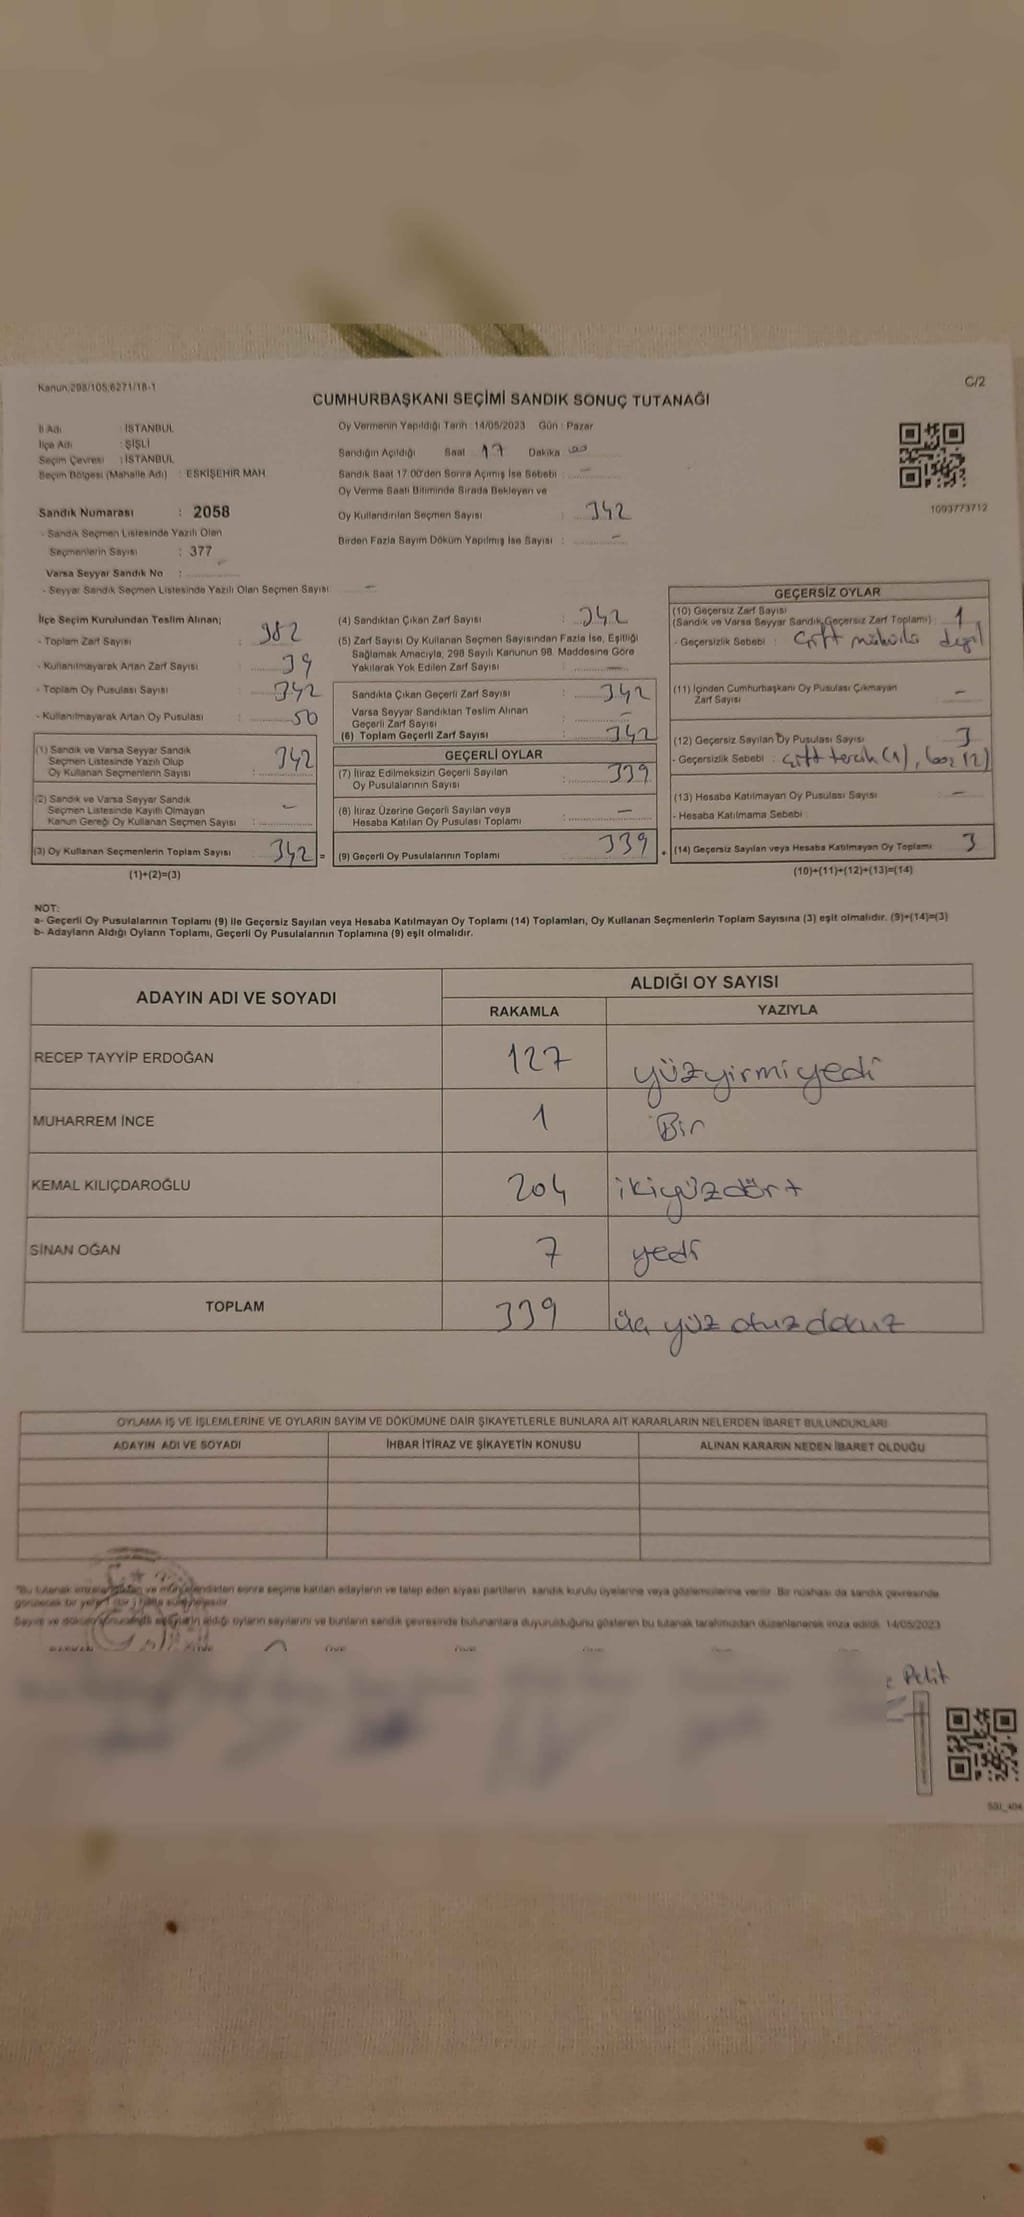 Kanun,298/105,6271/18-1
C/2
CUMHURBAŞKANI SEÇİMİ SANDIK SONUÇ TUTANAĞI
İl Adı : İSTANBUL
İlçe Adı : ŞİŞLİ
Seçim Çevresi : İSTANBUL
Seçim Bölgesi (Mahalle Adı) : ESKİŞEHİR MAH.
Sandık Numarası : 2058
- Sandık Seçmen Listesinde Yazılı Olan
Seçmenlerin Sayısı : 377
Varsa Seyyar Sandık No :
- Seyyar Sandık Seçmen Listesinde Yazılı Olan Seçmen Sayısı : -
Oy Vermenin Yapıldığı Tarih : 14/05/2023 Gün : Pazar
Sandığın Açıldığı Saat 17 Dakika 00
Sandık Saat 17.00'den Sonra Açımış İse Sebebi : -
Oy Verme Saati Bitiminde Sırada Bekleyen ve
Oy Kullandırılan Seçmen Sayısı : 342
Birden Fazla Sayım Döküm Yapılmış İse Sayısı : -
1093773712
İlçe Seçim Kurulundan Teslim Alınan;
- Toplam Zarf Sayısı : 382
- Kullanılmayarak Artan Zarf Sayısı : 39
- Toplam Oy Pusulası Sayısı : 342
- Kullanılmayarak Artan Oy Pusulası : 50
(1) Sandık ve Varsa Seyyar Sandık
Seçmen Listesinde Yazılı Olup
Oy Kullanan Seçmenlerin Sayısı : 342
(2) Sandık ve Varsa Seyyar Sandık
Seçmen Listesinde Kayıtlı Olmayan
Kanun Gereği Oy Kullanan Seçmen Sayısı : -
(3) Oy Kullanan Seçmenlerin Toplam Sayısı 342 =
(1)+(2)=(3)
(4) Sandıktan Çıkan Zarf Sayısı : 342
(5) Zarf Sayısı Oy Kullanan Seçmen Sayısından Fazla İse, Eşitliği
Sağlamak Amacıyla, 298 Sayılı Kanunun 98. Maddesine Göre
Yakılarak Yok Edilen Zarf Sayısı : -
Sandıkta Çıkan Geçerli Zarf Sayısı : 342
Varsa Seyyar Sandıktan Teslim Alınan
Geçerli Zarf Sayısı : -
(6) Toplam Geçerli Zarf Sayısı : 342
GEÇERLİ OYLAR
(7) İtiraz Edilmeksizin Geçerli Sayılan
Oy Pusulalarının Sayısı : 339
(8) İtiraz Üzerine Geçerli Sayılan veya
Hesaba Katılan Oy Pusulası Toplamı : -
(9) Geçerli Oy Pusulalarının Toplamı 339 +
GEÇERSİZ OYLAR
(10) Geçersiz Zarf Sayısı
(Sandık ve Varsa Seyyar Sandık Geçersiz Zarf Toplamı) : 1
- Geçersizlik Sebebi : Çift mühürlü değil
(11) İçinden Cumhurbaşkanı Oy Pusulası Çıkmayan
Zarf Sayısı : -
(12) Geçersiz Sayılan Oy Pusulası Sayısı : 3
- Geçersizlik Sebebi : çift tercih (1), boş (2)
(13) Hesaba Katılmayan Oy Pusulası Sayısı : -
- Hesaba Katılmama Sebebi
(14) Geçersiz Sayılan veya Hesaba Katılmayan Oy Toplamı 3
(10)+(11)+(12)+(13)=(14)
NOT:
a- Geçerli Oy Pusulalarının Toplamı (9) ile Geçersiz Sayılan veya Hesaba Katılmayan Oy Toplamı (14) Toplamları, Oy Kullanan Seçmenlerin Toplam Sayısına (3) eşit olmalıdır. (9)+(14)=(3)
b- Adayların Aldığı Oyların Toplamı, Geçerli Oy Pusulalarının Toplamına (9) eşit olmalıdır.
ADAYIN ADI VE SOYADI
ALDIĞI OY SAYISI
RAKAMLA YAZIYLA
RECEP TAYYİP ERDOĞAN 127 yüzyirmiyedi
MUHARREM İNCE 1 Bir
KEMAL KILIÇDAROĞLU 204 ikiyüzdört
SİNAN OĞAN 7 yedi
TOPLAM 339 üç yüz otuz dokuz
OYLAMA İŞ VE İŞLEMLERİNE VE OYLARIN SAYIM VE DÖKÜMÜNE DAİR ŞİKAYETLERLE BUNLARA AİT KARARLARIN NELERDEN İBARET BULUNDUKLARI
ADAYIN ADI VE SOYADI İHBAR İTİRAZ VE ŞİKAYETİN KONUSU ALINAN KARARIN NEDEN İBARET OLDUĞU
"Bu tutanak ve mühürlendikten sonra seçime katılan adayların ve talep eden siyasi partilerin sandık kurulu üyelerine veya gözlemcilerine verilir. Bir nüshası da sandık çevresinde
görülecek bir yere
Sayım ve döküm aldığı oyların sayılarını ve bunların sandık çevresinde bulunanlara duyurulduğunu gösteren bu tutanak tarafımızdan düzenlenerek imza edildi. 14/05/2023
Pelit